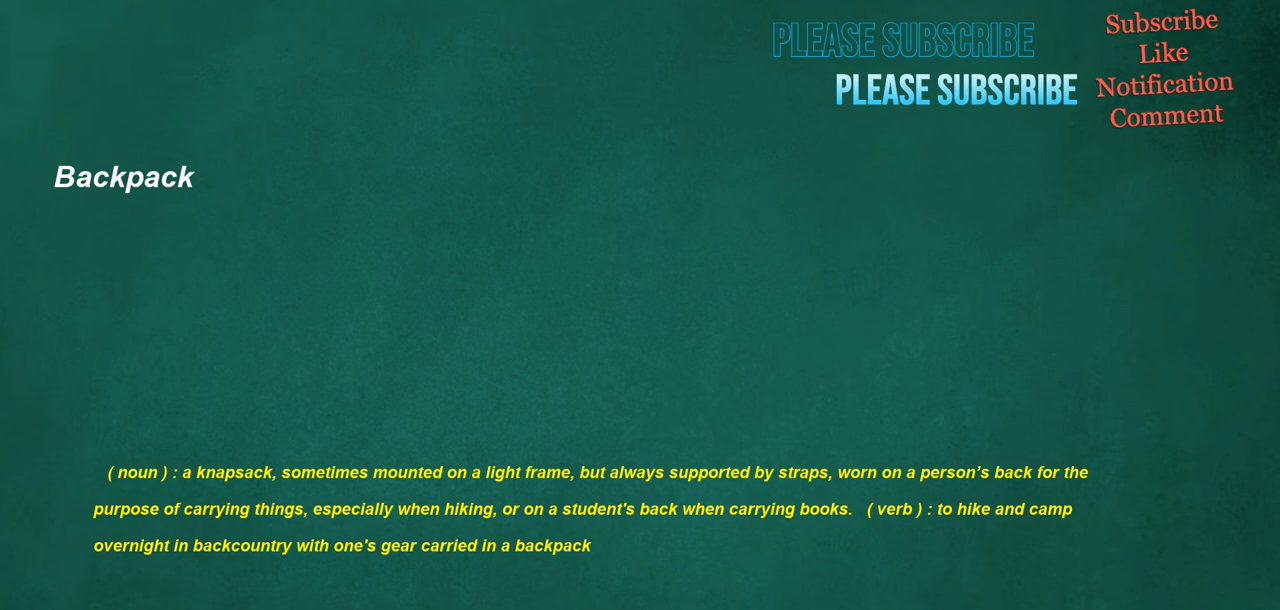 PLEASE SUBSCRIBE
PLEASE SUBSCRIBE
Subscribe
Like
Notification
Comment
Backpack
( noun ) : a knapsack, sometimes mounted on a light frame, but always supported by straps, worn on a person’s back for the
purpose of carrying things, especially when hiking, or on a student's back when carrying books. ( verb ) : to hike and camp
overnight in backcountry with one's gear carried in a backpack